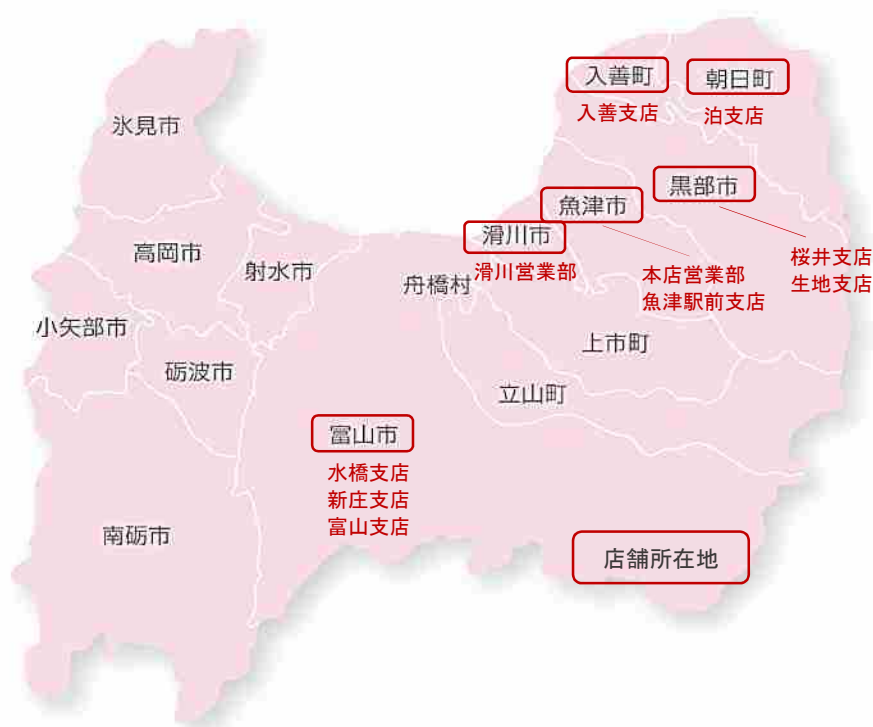 入善町
朝日町
入善支店
泊支店
氷見市
黒部市
魚津市
滑川市
高岡市
射水市
舟橋村
滑川営業部
本店営業部
魚津駅前支店
桜井支店
生地支店
小矢部市
上市町
砺波市
立山町
富山市
水橋支店
新庄支店
富山支店
南砺市
店舗所在地